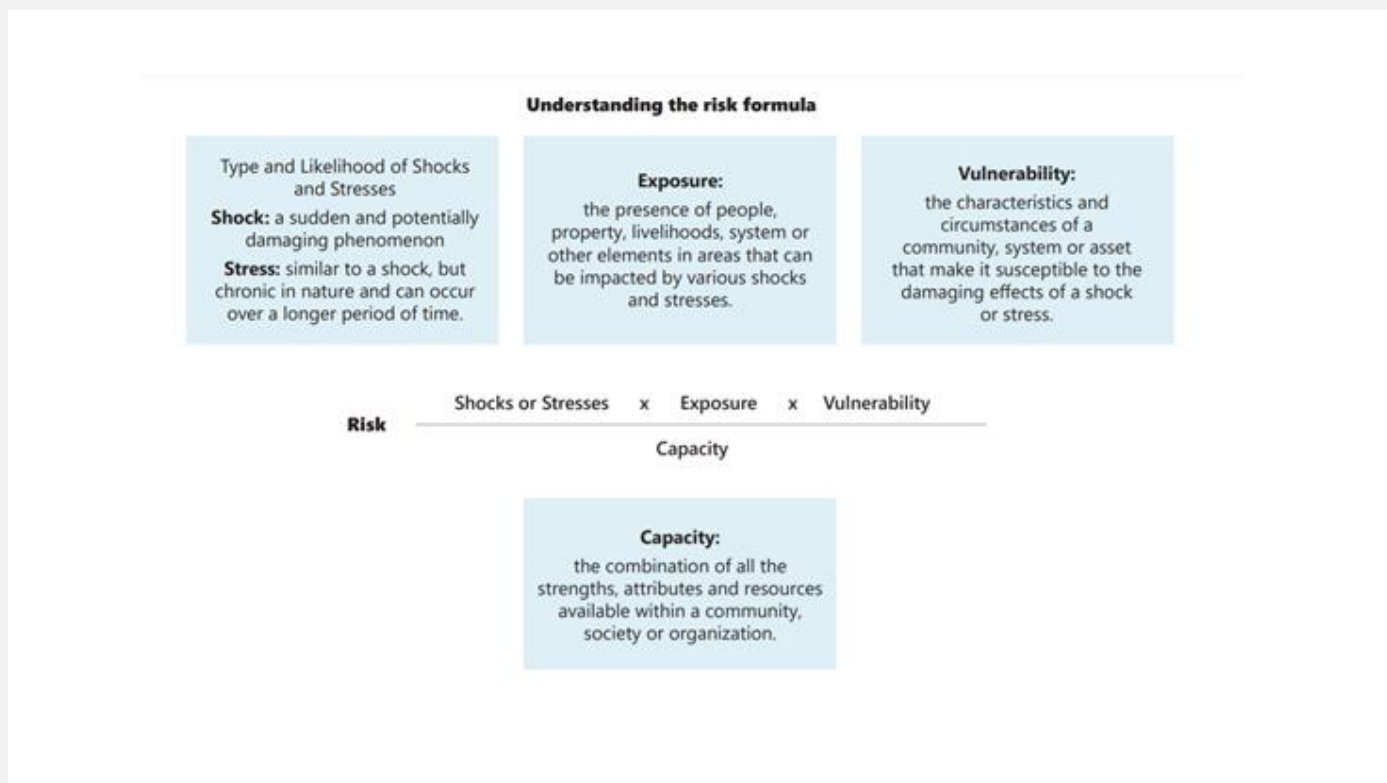 Understanding the risk formula
Type and Likelihood of Shocks
and Stresses
Shock: a sudden and potentially
damaging phenomenon
Stress: similar to a shock, but
chronic in nature and can occur
over a longer period of time.
Exposure:
the presence of people,
property, livelihoods, system or
other elements in areas that can
be impacted by various shocks
and stresses.
Vulnerability:
the characteristics and
circumstances of a
community, system or asset
that make it susceptible to the
damaging effects of a shock
or stress.
Risk
Shocks or Stresses x Exposure x Vulnerability
Capacity
Capacity:
the combination of all the
strengths, attributes and resources
available within a community,
society or organization.